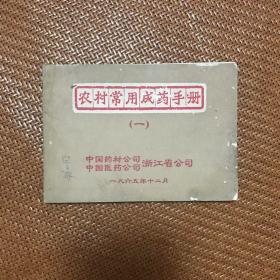 农村常用成药手册
(一)
中国药材公司
中国医药公司 浙江省公司
一九六五年十二月